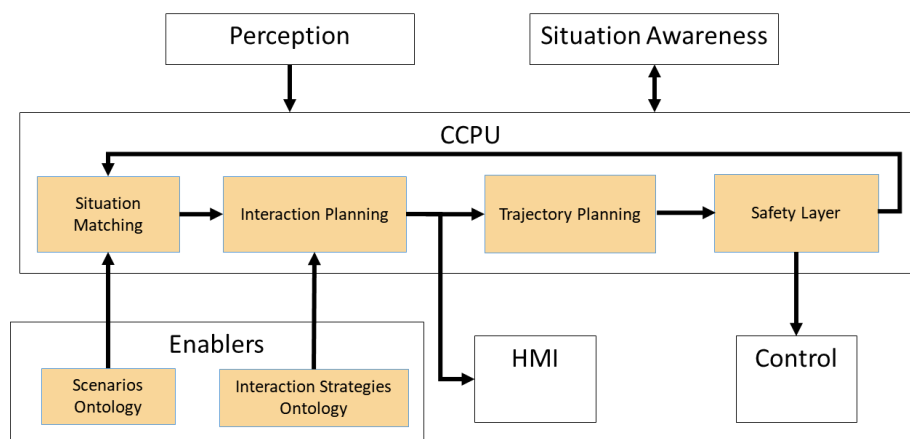 Perception
Situation Awareness
CCPU
Situation
Matching
Interaction Planning
Trajectory Planning
Safety Layer
Enablers
Scenarios
Ontology
Interaction Strategies
Ontology
HMI
Control